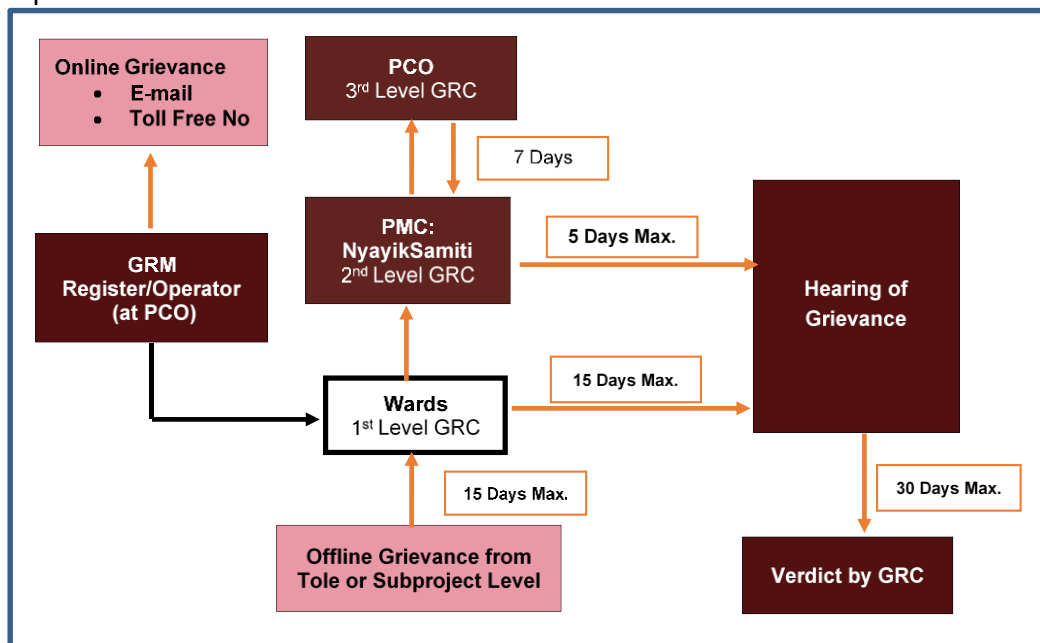 Online Grievance
• E-mail
• Toll Free No
PCO
3rd Level GRC
7 Days
GRM
Register/Operator
(at PCO)
PMC:
NyayikSamiti
2nd Level GRC
5 Days Max.
Hearing of
Grievance
Wards
1st Level GRC
15 Days Max.
15 Days Max.
30 Days Max.
Offline Grievance from
Tole or Subproject Level
Verdict by GRC